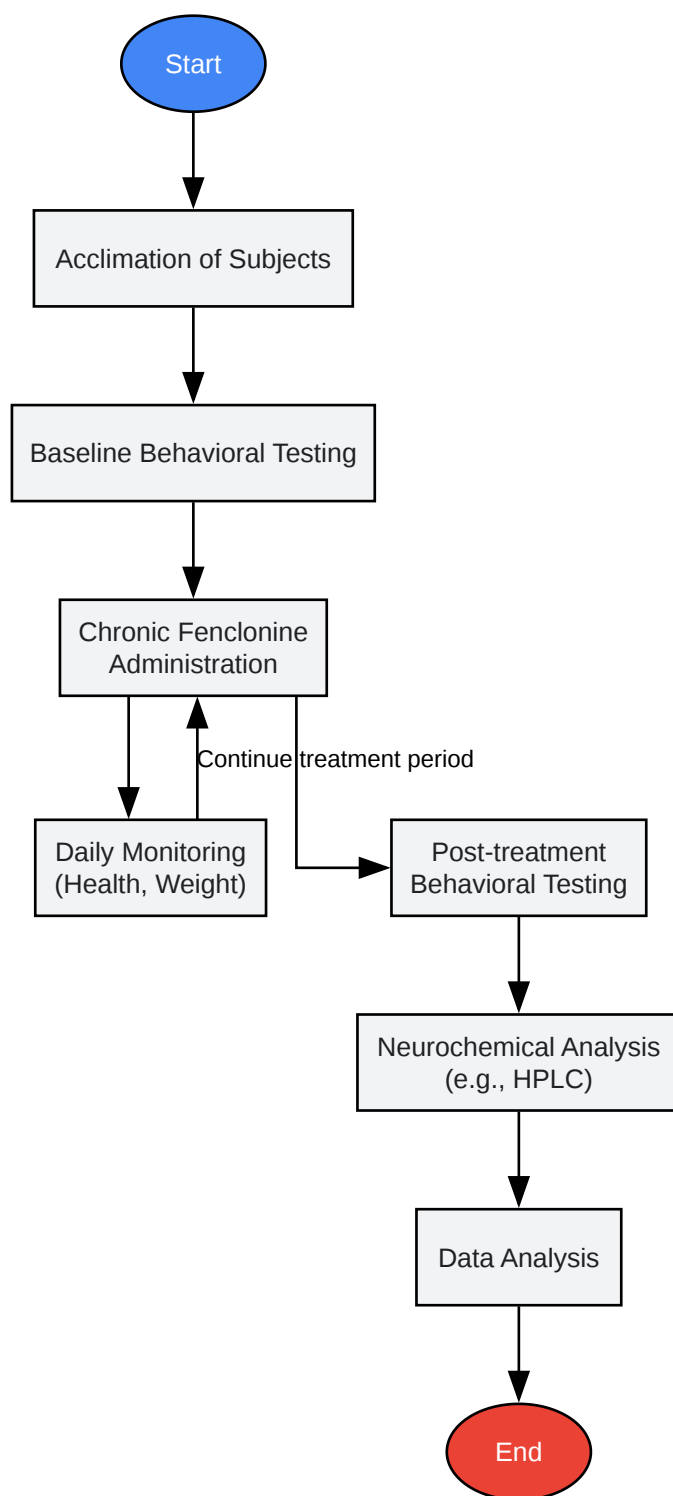 Start
Acclimation of Subjects
Baseline Behavioral Testing
Chronic Fenclonine
Administration
Continue treatment period
Daily Monitoring
(Health, Weight)
Post-treatment
Behavioral Testing
Neurochemical Analysis
(e.g., HPLC)
Data Analysis
End